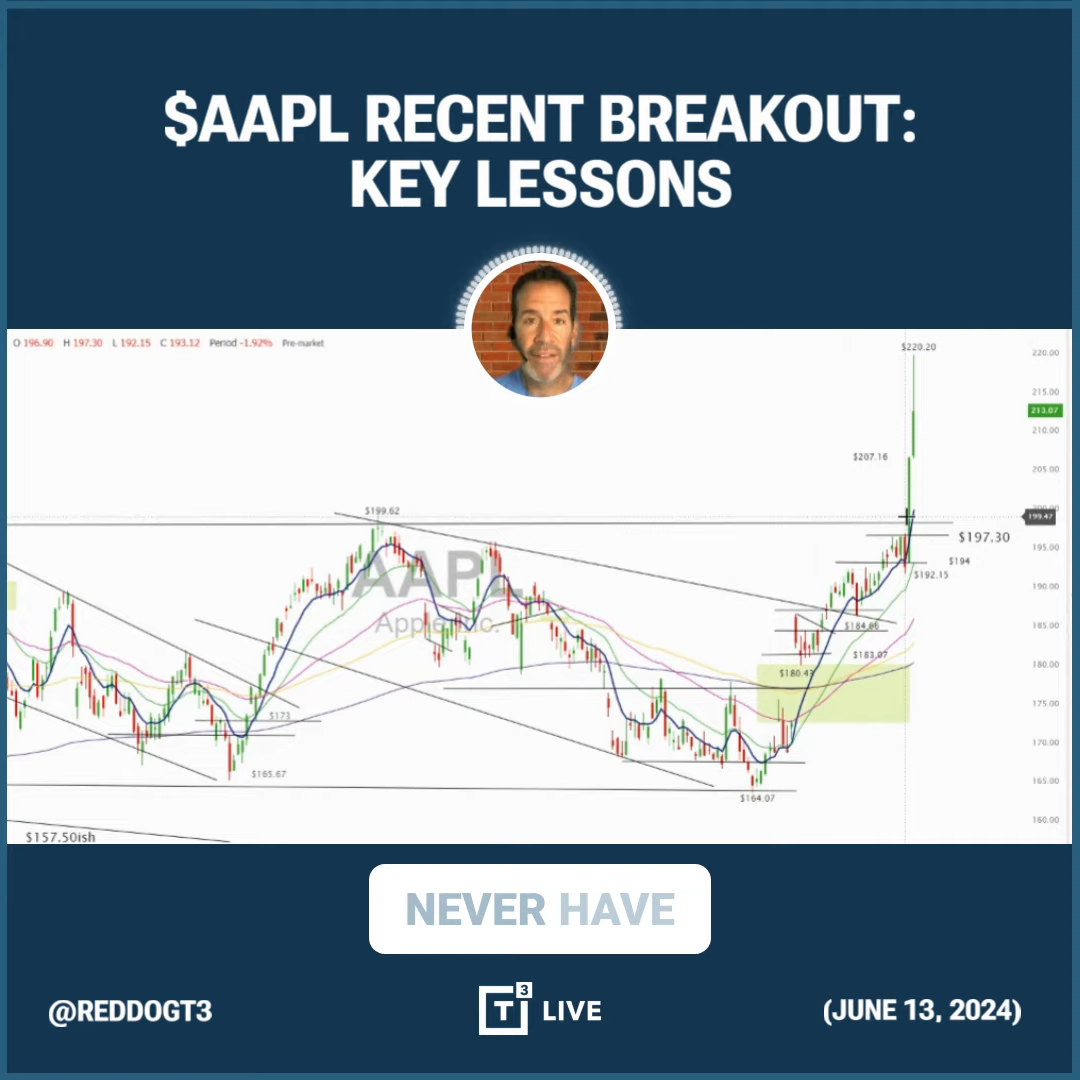 $AAPL RECENT BREAKOUT:
KEY LESSONS
O 196.90 H 197.30 L 192.15 C 193.12 Period -1.92% Pre-market
$220.20
220.00
215.00
213.07
210.00
$207.16
205.00
$199.62
199.47
$197.30
195.00
$194
$192.15
190.00
AAPL
Apple Inc.
185.00
$184.66
$183.07
180.00
$180.47
175.00
$173
170.00
$165.67
165.00
$164.07
160.00
$157.50ish
NEVER HAVE
@REDDOGT3
T3 LIVE
(JUNE 13, 2024)